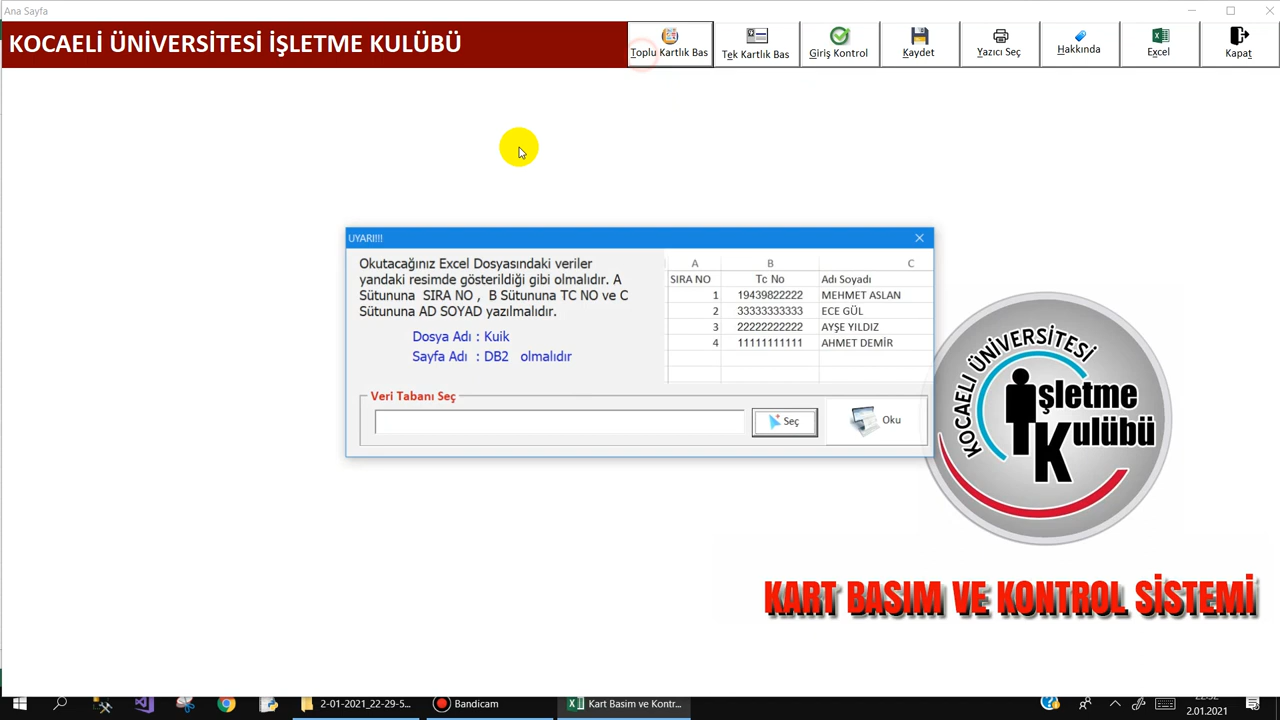 Ana Sayfa
KOCAELİ ÜNİVERSİTESİ İŞLETME KULÜBÜ
Toplu Kartlık Bas
Tek Kartlık Bas
Giriş Kontrol
Kaydet
Yazıcı Seç
Hakkında
Excel
Kapat
UYARI!!!
Okutacağınız Excel Dosyasındaki veriler
yandaki resimde gösterildiği gibi olmalıdır. A
Sütununa SIRA NO , B Sütununa TC NO ve C
Sütununa AD SOYAD yazılmalıdır.
Dosya Adı : Kuik
Sayfa Adı : DB2 olmalıdır
A B C
SIRA NO Tc No Adı Soyadı
1 19439822222 MEHMET ASLAN
2 33333333333 ECE GÜL
3 22222222222 AYŞE YILDIZ
4 11111111111 AHMET DEMİR
Veri Tabanı Seç
Seç
Oku
KOCAELİ ÜNİVERSİTESİ
işletme
Kulübü
KART BASIM VE KONTROL SİSTEMİ
2-01-2021_22-29-5...
Bandicam
Kart Basim ve Kontr...
2.01.2021